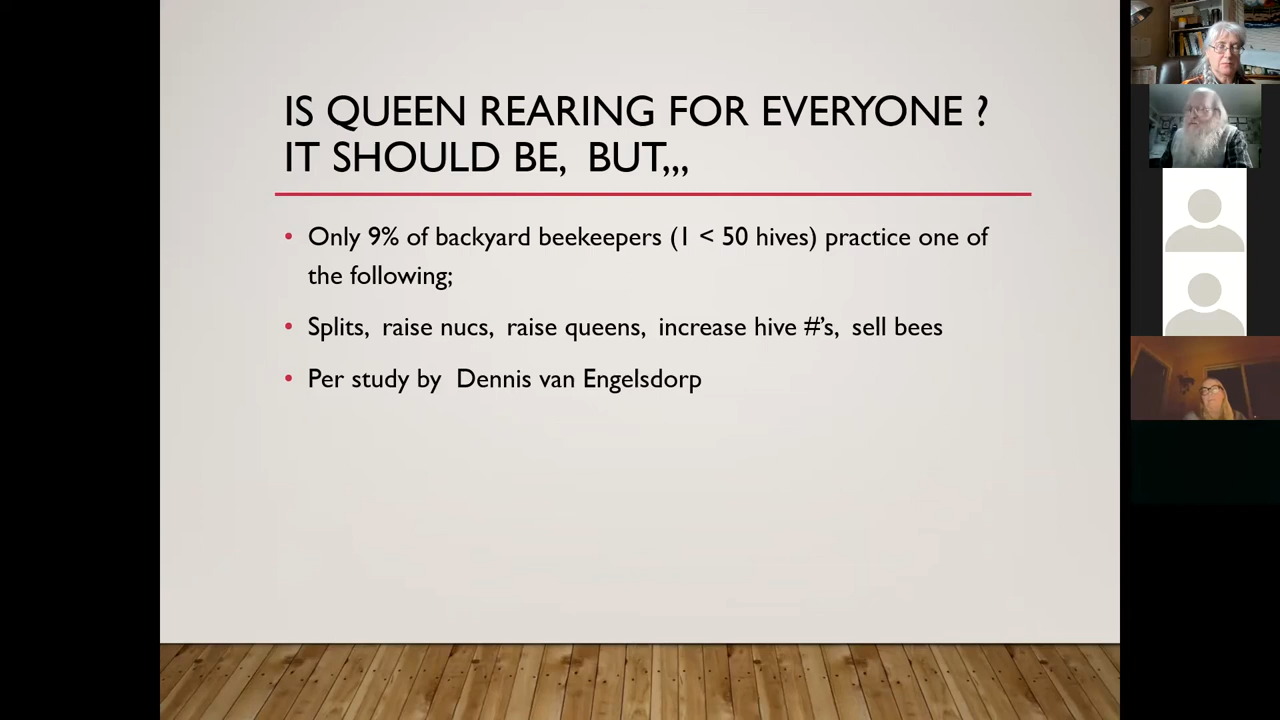 IS QUEEN REARING FOR EVERYONE ?
IT SHOULD BE,  BUT,,,
• Only 9% of backyard beekeepers (1 < 50 hives) practice one of
the following;
• Splits,  raise nucs,  raise queens,  increase hive #’s,  sell bees
• Per study by  Dennis van Engelsdorp